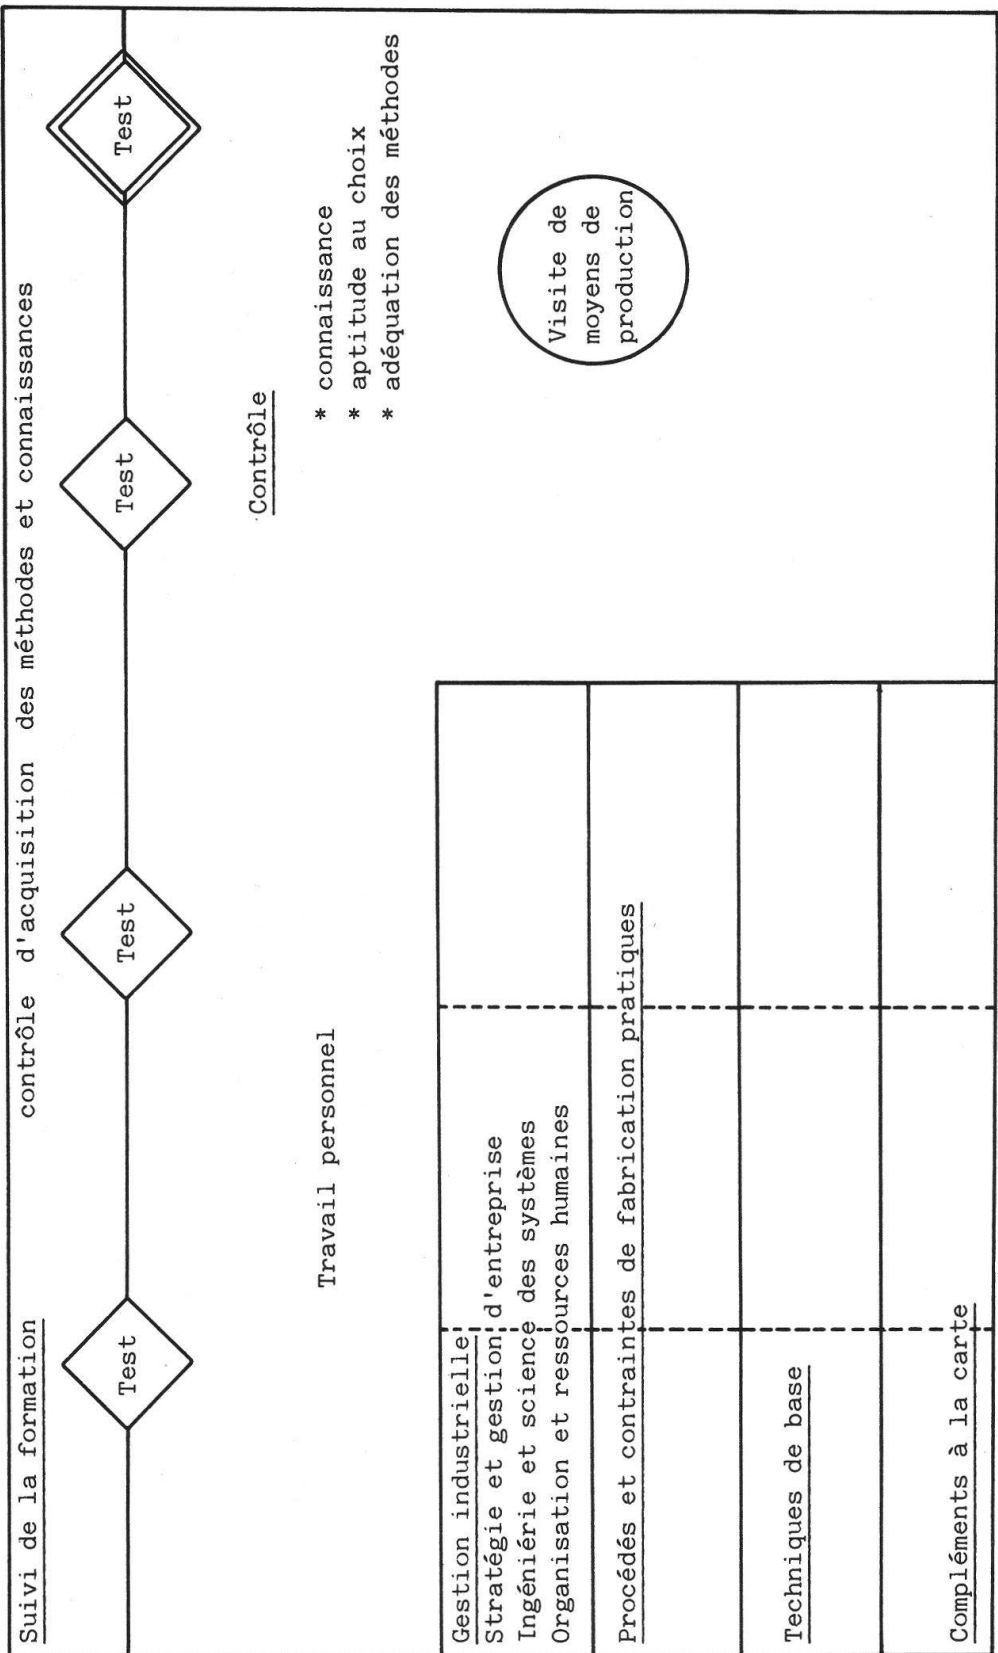 Suivi de la formation
contrôle d'acquisition des méthodes et connaissances
Test
Test
Test
Test
Contrôle
* connaissance
* aptitude au choix
* adéquation des méthodes
Travail personnel
Visite de
moyens de
production
Gestion industrielle
Stratégie et gestion d'entreprise
Ingéniérie et science des systèmes
Organisation et ressources humaines
Procédés et contraintes de fabrication pratiques
Techniques de base
Compléments à la carte